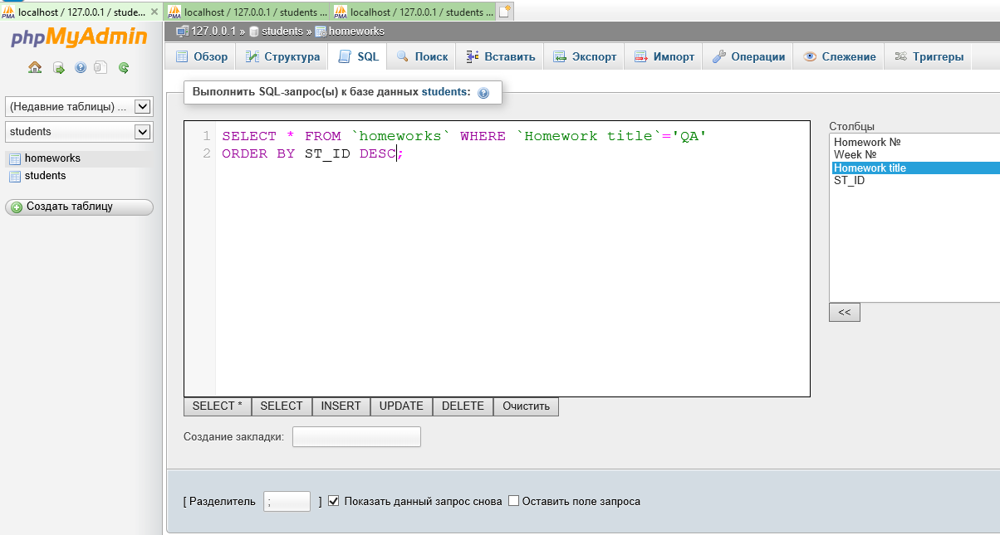 localhost / 127.0.0.1 / stude...
localhost / 127.0.0.1 / students ...
localhost / 127.0.0.1 / students ...
phpMyAdmin
127.0.0.1 » students » homeworks
Обзор
Структура
SQL
Поиск
Вставить
Экспорт
Импорт
Операции
Слежение
Триггеры
(Недавние таблицы) ...
students
homeworks
students
Создать таблицу
Выполнить SQL-запрос(ы) к базе данных students:
1 SELECT * FROM `homeworks` WHERE `Homework title`='QA'
2 ORDER BY ST_ID DESC;
Столбцы
Homework №
Week №
Homework title
ST_ID
<<
SELECT *
SELECT
INSERT
UPDATE
DELETE
Очистить
Создание закладки:
[ Разделитель ; ] Показать данный запрос снова Оставить поле запроса